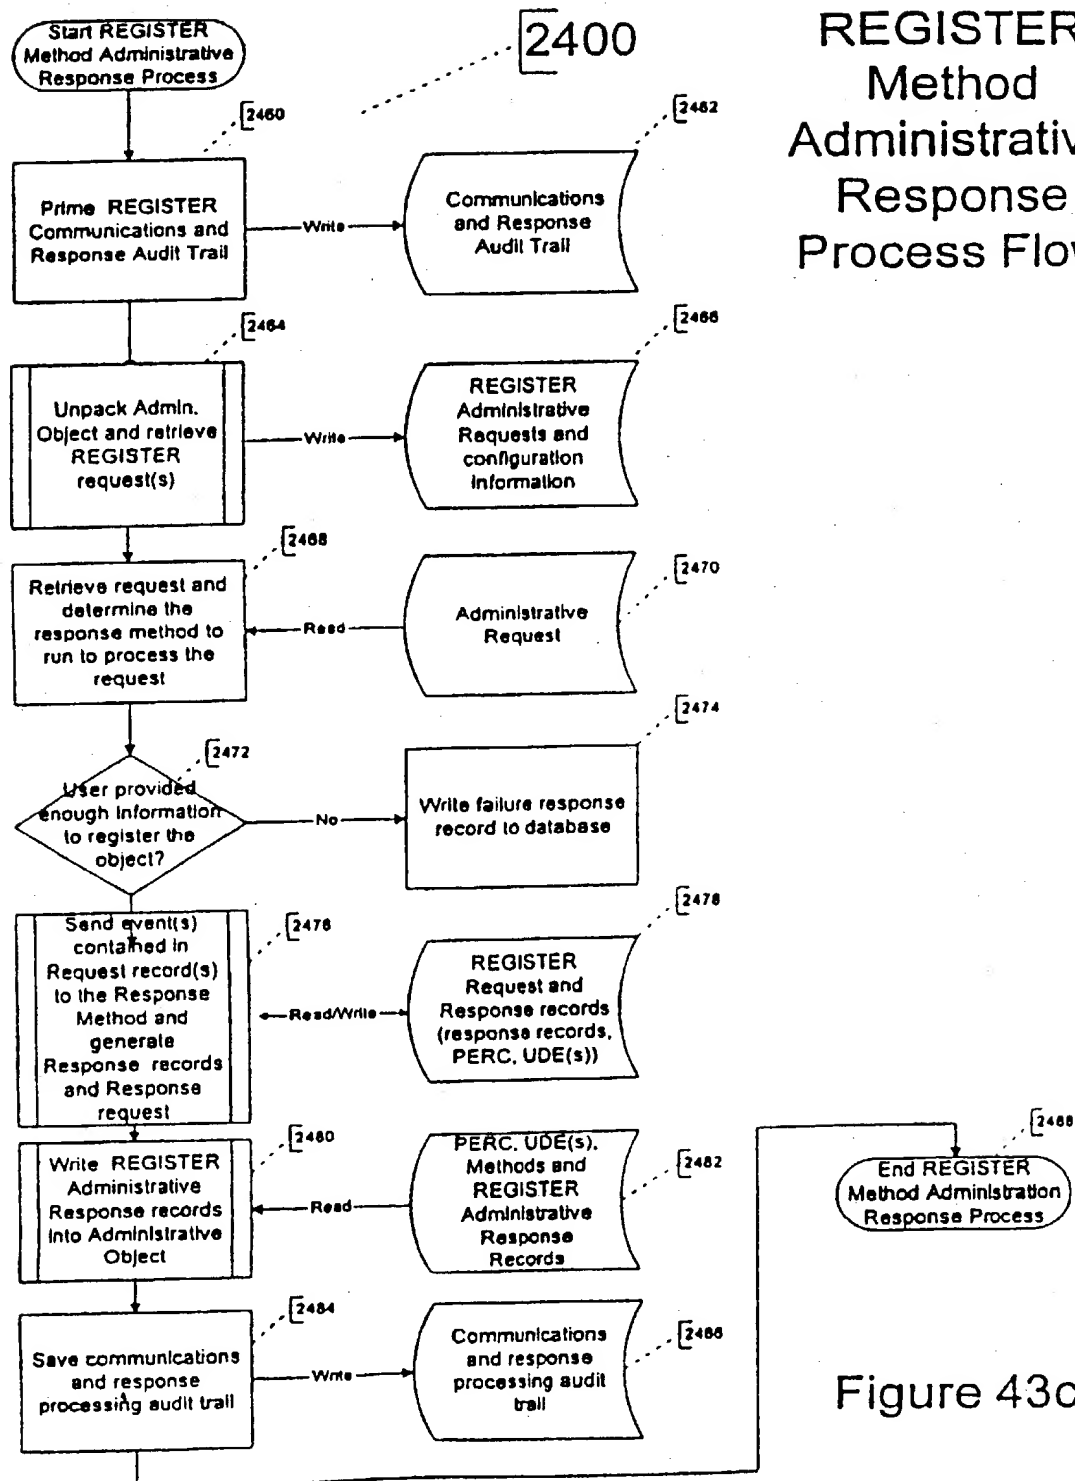 Start REGISTER
Method Administrative
Response Process
2400
REGISTER
Method
Administrativ
Response
Process Flow
2460
2462
Prime REGISTER
Communications and
Response Audit Trail
Write
Communications
and Response
Audit Trail
2464
2466
Unpack Admin.
Object and retrieve
REGISTER
request(s)
Write
REGISTER
Administrative
Requests and
configuration
Information
2468
2470
Retrieve request and
determine the
response method to
run to process the
request
Read
Administrative
Request
2472
2474
User provided
enough Information
to register the
object?
No
Write failure response
record to database
2476
2478
Send event(s)
contained in
Request record(s)
to the Response
Method and
generate
Response records
and Response
request
Read/Write
REGISTER
Request and
Response records
(response records,
PERC, UDE(s))
2480
2482
Write REGISTER
Administrative
Response records
into Administrative
Object
Read
PERC, UDE(s),
Methods and
REGISTER
Administrative
Response
Records
2488
End REGISTER
Method Administration
Response Process
2484
2486
Save communications
and response
processing audit trail
Write
Communications
and response
processing audit
trail
Figure 43c